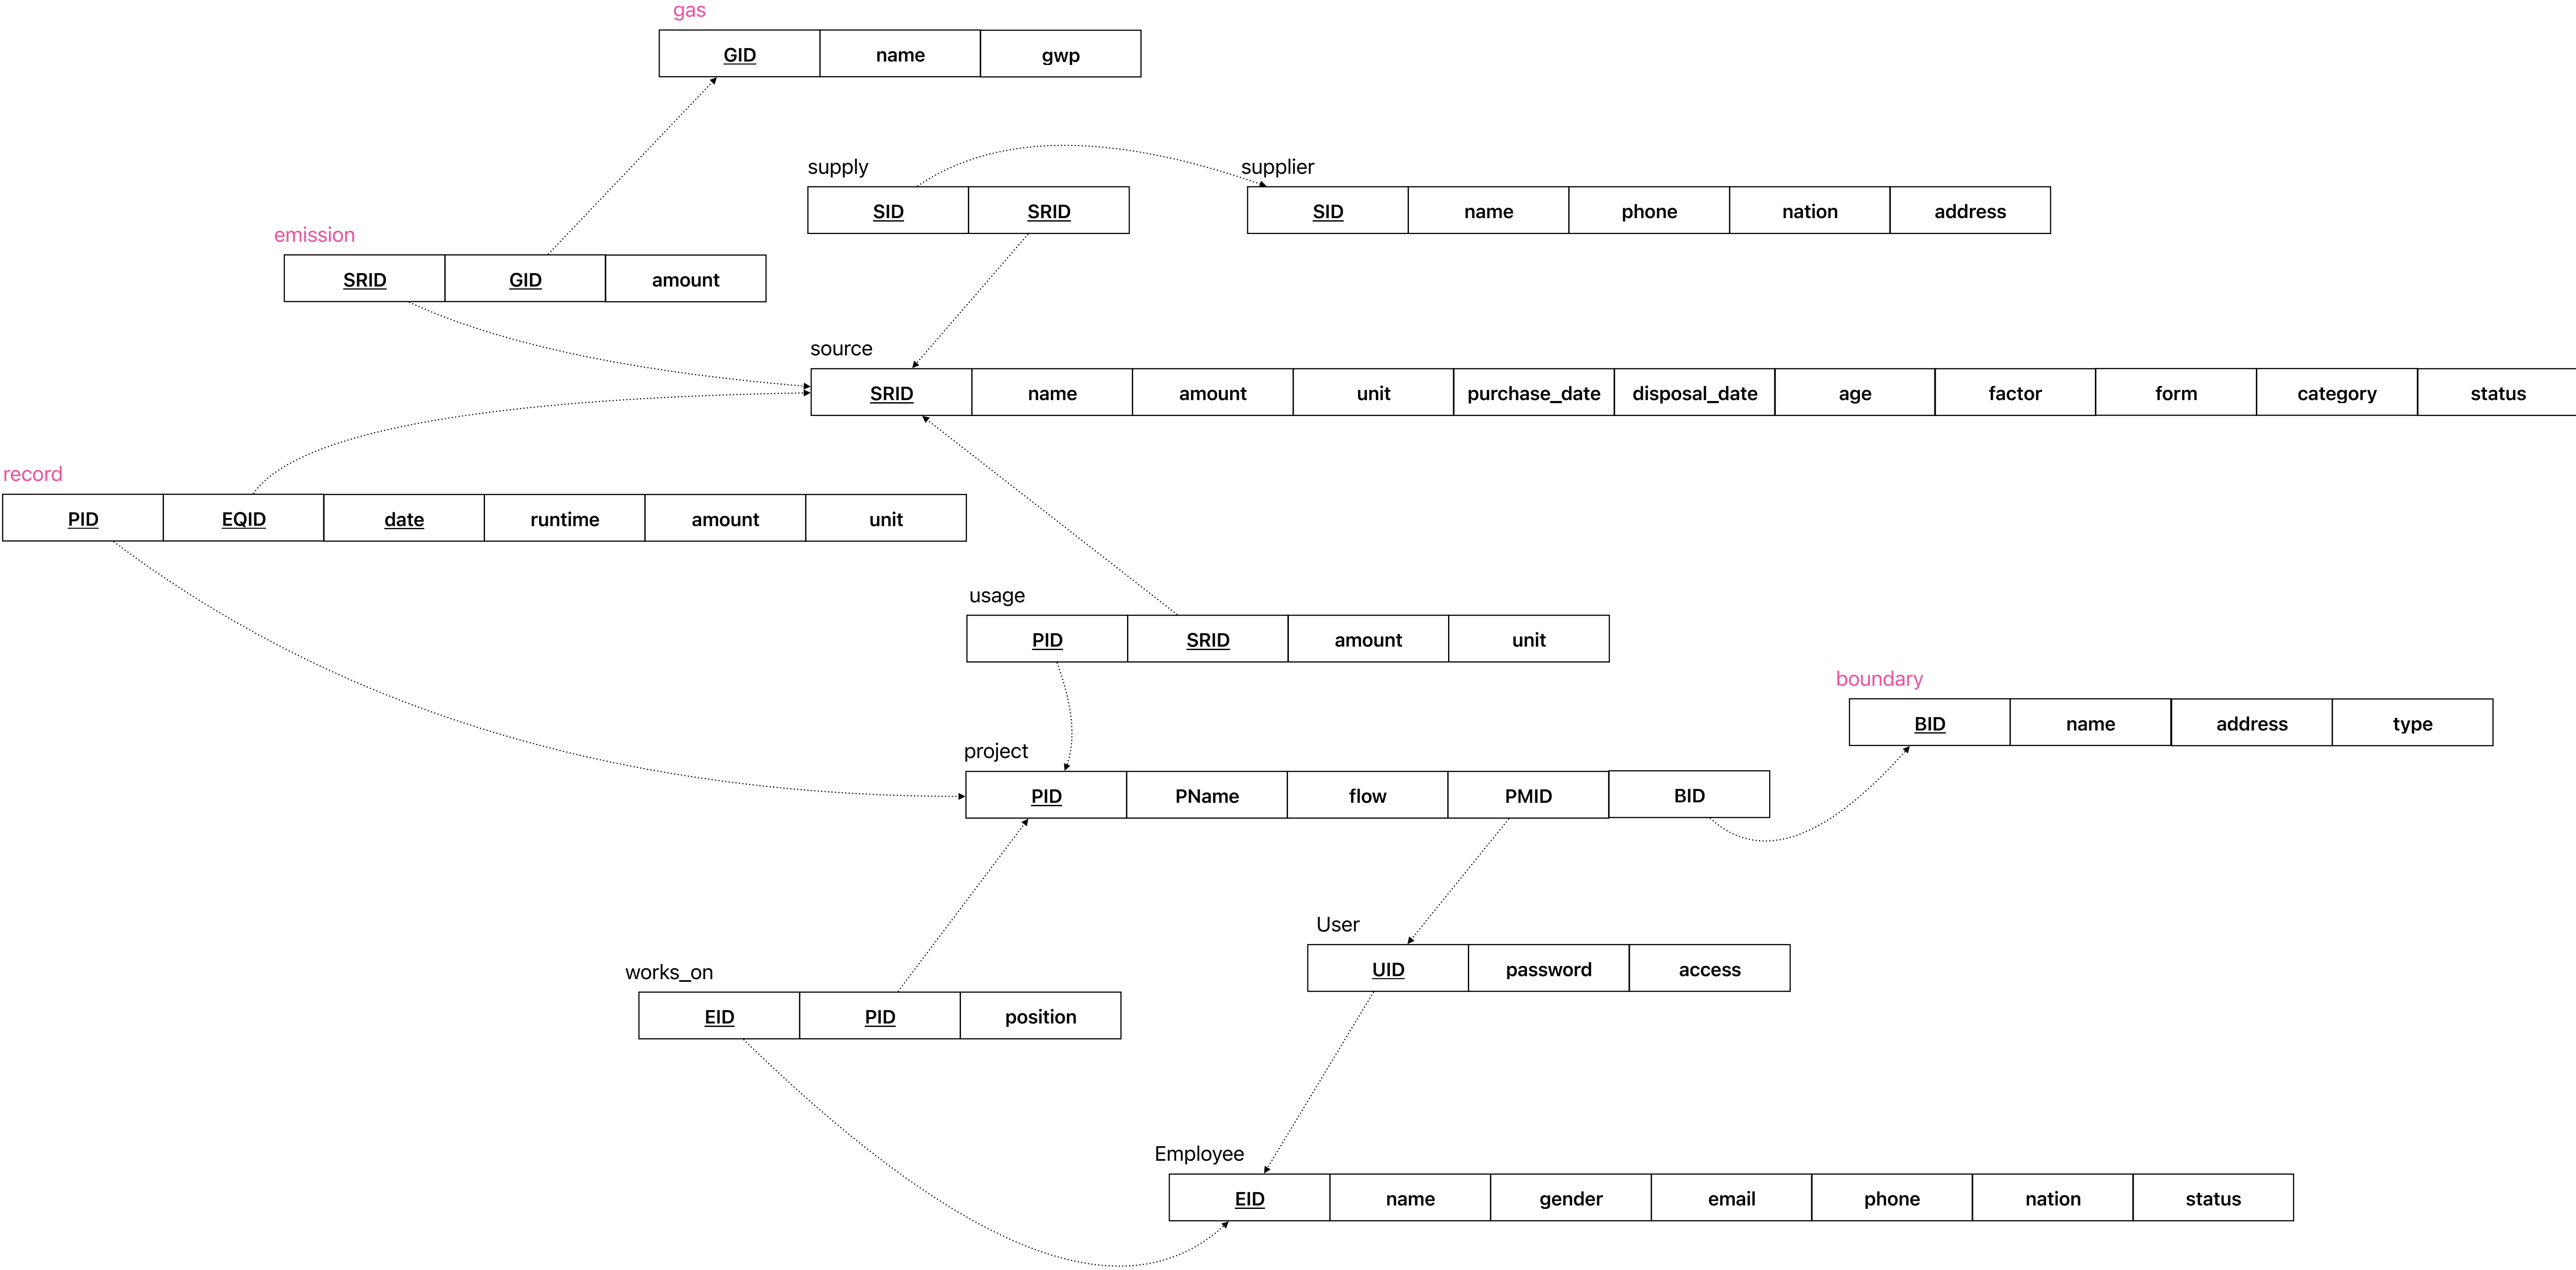 gas
GID name gwp
supply
SID SRID
supplier
SID name phone nation address
emission
SRID GID amount
source
SRID name amount unit purchase_date disposal_date age factor form category status
record
PID EQID date runtime amount unit
usage
PID SRID amount unit
boundary
BID name address type
project
PID PName flow PMID BID
User
UID password access
works_on
EID PID position
Employee
EID name gender email phone nation status